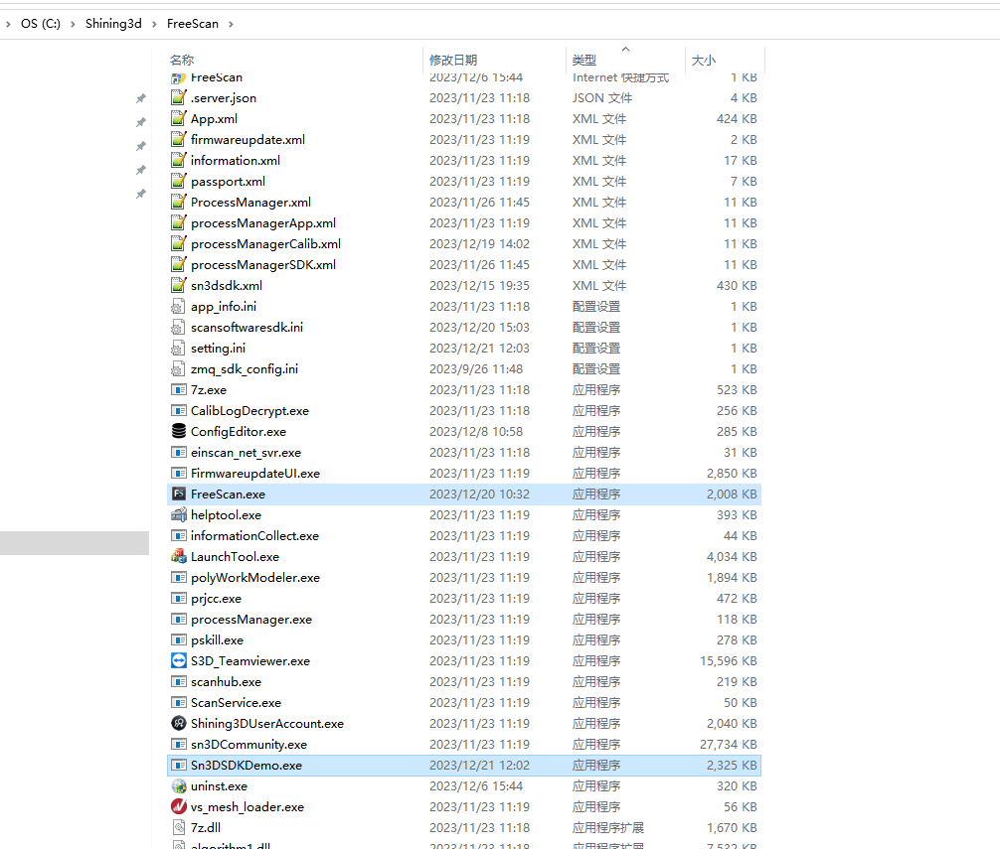 OS (C:) > Shining3d > FreeScan >
名称 修改日期 类型 大小
FreeScan 2023/12/6 15:44 Internet 快捷方式 1 KB
.server.json 2023/11/23 11:18 JSON 文件 4 KB
App.xml 2023/11/23 11:18 XML 文件 424 KB
firmwareupdate.xml 2023/11/23 11:19 XML 文件 2 KB
information.xml 2023/11/23 11:19 XML 文件 17 KB
passport.xml 2023/11/23 11:19 XML 文件 7 KB
ProcessManager.xml 2023/11/26 11:45 XML 文件 11 KB
processManagerApp.xml 2023/11/23 11:19 XML 文件 11 KB
processManagerCalib.xml 2023/12/19 14:02 XML 文件 11 KB
processManagerSDK.xml 2023/11/26 11:45 XML 文件 11 KB
sn3dsdk.xml 2023/12/15 19:35 XML 文件 430 KB
app_info.ini 2023/11/23 11:18 配置设置 1 KB
scansoftwaresdk.ini 2023/12/20 15:03 配置设置 1 KB
setting.ini 2023/12/21 12:03 配置设置 1 KB
zmq_sdk_config.ini 2023/9/26 11:48 配置设置 1 KB
7z.exe 2023/11/23 11:18 应用程序 523 KB
CalibLogDecrypt.exe 2023/11/23 11:18 应用程序 256 KB
ConfigEditor.exe 2023/12/8 10:58 应用程序 285 KB
einscan_net_svr.exe 2023/11/23 11:18 应用程序 31 KB
FirmwareupdateUI.exe 2023/11/23 11:19 应用程序 2,850 KB
FreeScan.exe 2023/12/20 10:32 应用程序 2,008 KB
helptool.exe 2023/11/23 11:19 应用程序 393 KB
informationCollect.exe 2023/11/23 11:19 应用程序 44 KB
LaunchTool.exe 2023/11/23 11:19 应用程序 4,034 KB
polyWorkModeler.exe 2023/11/23 11:19 应用程序 1,894 KB
prjcc.exe 2023/11/23 11:19 应用程序 472 KB
processManager.exe 2023/11/23 11:19 应用程序 118 KB
pskill.exe 2023/11/23 11:19 应用程序 278 KB
S3D_Teamviewer.exe 2023/11/23 11:19 应用程序 15,596 KB
scanhub.exe 2023/11/23 11:19 应用程序 219 KB
ScanService.exe 2023/11/23 11:19 应用程序 50 KB
Shining3DUserAccount.exe 2023/11/23 11:19 应用程序 2,040 KB
sn3DCommunity.exe 2023/11/23 11:19 应用程序 27,734 KB
Sn3DSDKDemo.exe 2023/12/21 12:02 应用程序 2,325 KB
uninst.exe 2023/12/6 15:44 应用程序 320 KB
vs_mesh_loader.exe 2023/11/23 11:19 应用程序 56 KB
7z.dll 2023/11/23 11:18 应用程序扩展 1,670 KB
algorithm1.dll 2023/11/23 11:18 应用程序扩展 7,532 KB